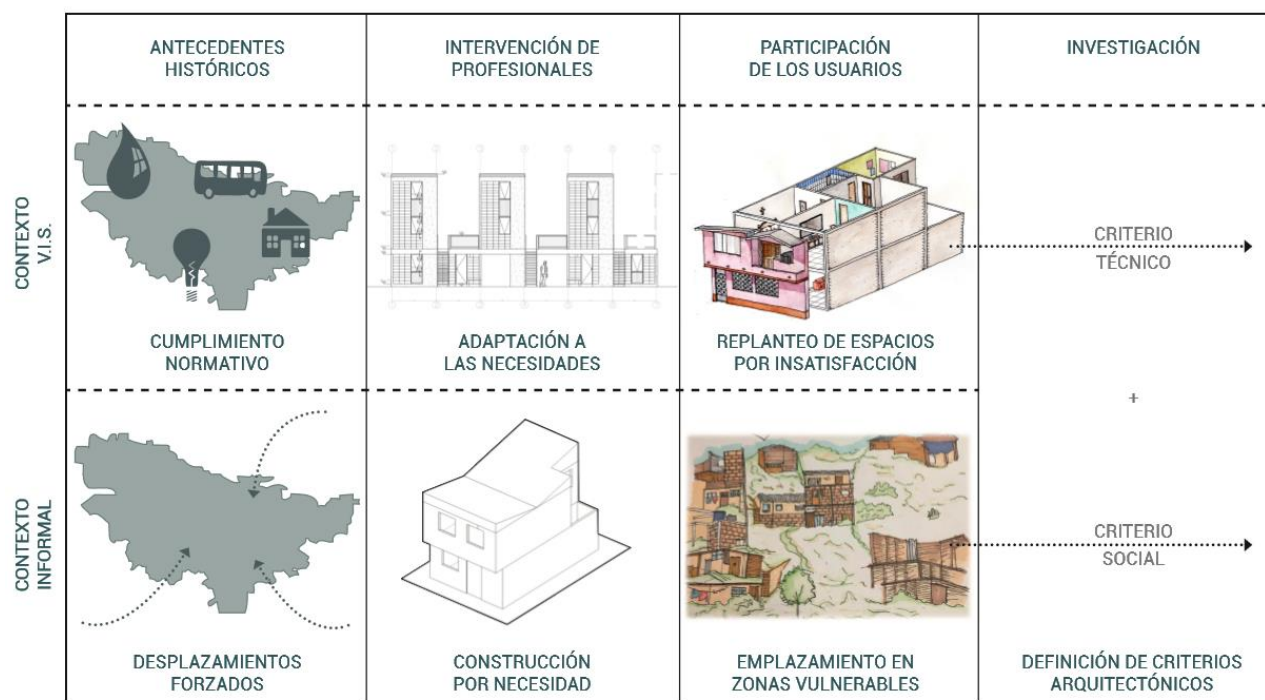 ANTECEDENTES
HISTÓRICOS
INTERVENCIÓN DE
PROFESIONALES
PARTICIPACIÓN
DE LOS USUARIOS
INVESTIGACIÓN
CONTEXTO
V.I.S.
CUMPLIMIENTO
NORMATIVO
ADAPTACIÓN A
LAS NECESIDADES
REPLANTEO DE ESPACIOS
POR INSATISFACCIÓN
CRITERIO
TÉCNICO
+
CONTEXTO
INFORMAL
DESPLAZAMIENTOS
FORZADOS
CONSTRUCCIÓN
POR NECESIDAD
EMPLAZAMIENTO EN
ZONAS VULNERABLES
CRITERIO
SOCIAL
DEFINICIÓN DE CRITERIOS
ARQUITECTÓNICOS